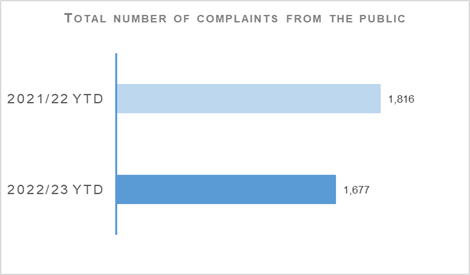 Total number of complaints from the public
2021/22 YTD
1,816
2022/23 YTD
1,677